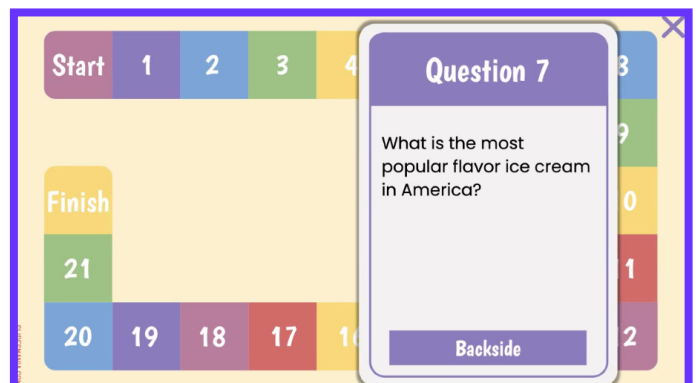 Start 1 2 3 4
Question 7
What is the most
popular flavor ice cream
in America?
Backside
Finish
21
20 19 18 17